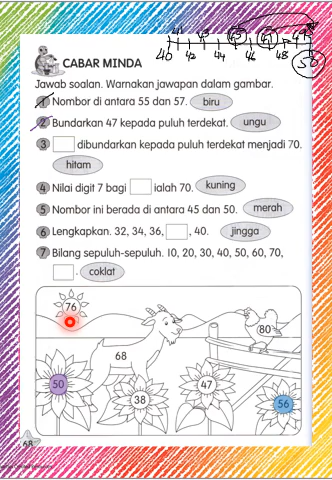 41 43 45 47 49
40 42 44 46 48 50
CABAR MINDA
Jawab soalan. Warnakan jawapan dalam gambar.
1 Nombor di antara 55 dan 57. biru
2 Bundarkan 47 kepada puluh terdekat. ungu
3 dibundarkan kepada puluh terdekat menjadi 70.
hitam
4 Nilai digit 7 bagi ialah 70. kuning
5 Nombor ini berada di antara 45 dan 50. merah
6 Lengkapkan. 32, 34, 36, , 40. jingga
7 Bilang sepuluh-sepuluh. 10, 20, 30, 40, 50, 60, 70,
. coklat
76
80
68
50
47
38
56
68